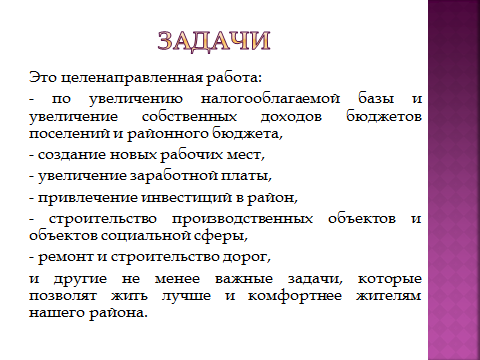 ЗАДАЧИ
Это целенаправленная работа:
- по увеличению налогооблагаемой базы и
увеличение собственных доходов бюджетов
поселений и районного бюджета,
- создание новых рабочих мест,
- увеличение заработной платы,
- привлечение инвестиций в район,
- строительство производственных объектов и
объектов социальной сферы,
- ремонт и строительство дорог,
и другие не менее важные задачи, которые
позволят жить лучше и комфортнее жителям
нашего района.